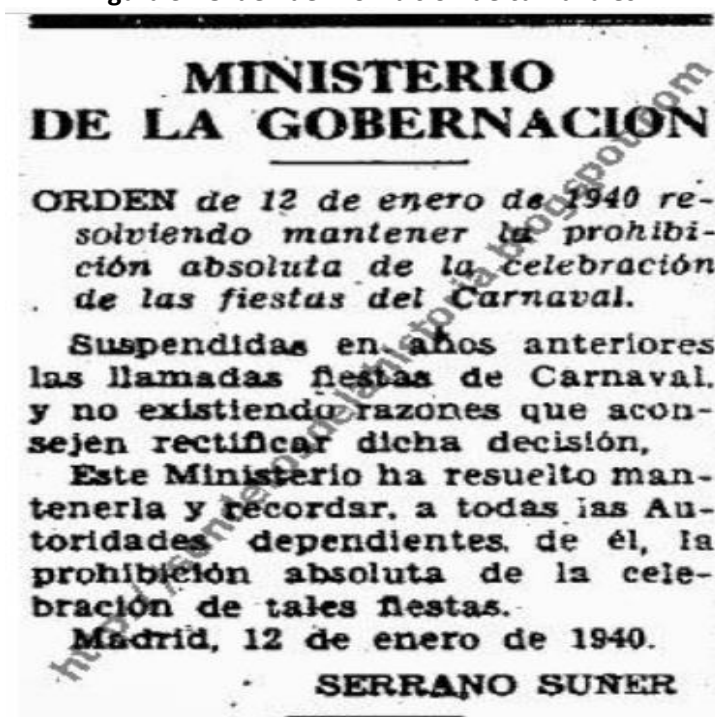 MINISTERIO
DE LA GOBERNACION
ORDEN de 12 de enero de 1940 re-
solviendo mantener la prohibi-
ción absoluta de la celebración
de las fiestas del Carnaval.
Suspendidas en años anteriores
las llamadas fiestas de Carnaval,
y no existiendo razones que acon-
sejen rectificar dicha decisión,
Este Ministerio ha resuelto man-
tenerla y recordar, a todas las Au-
toridades dependientes de él, la
prohibición absoluta de la cele-
bración de tales fiestas.
Madrid, 12 de enero de 1940.
SERRANO SUÑER